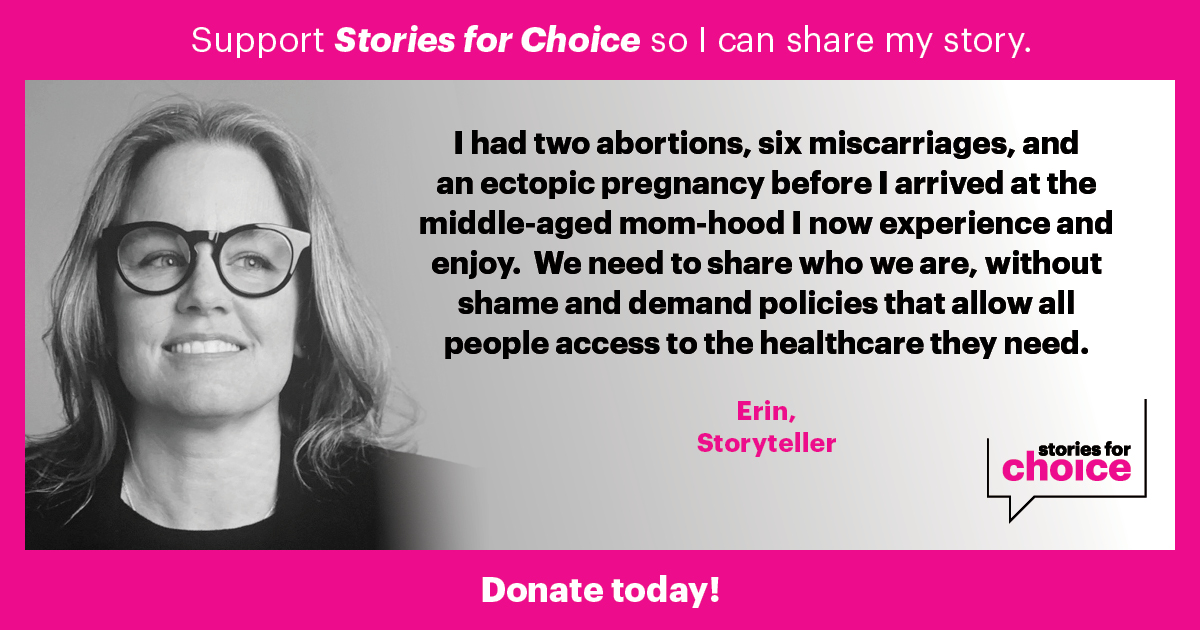 Support Stories for Choice so I can share my story.
I had two abortions, six miscarriages, and
an ectopic pregnancy before I arrived at the
middle-aged mom-hood I now experience and
enjoy.  We need to share who we are, without
shame and demand policies that allow all
people access to the healthcare they need.
Erin,
Storyteller
stories for
choice
Donate today!